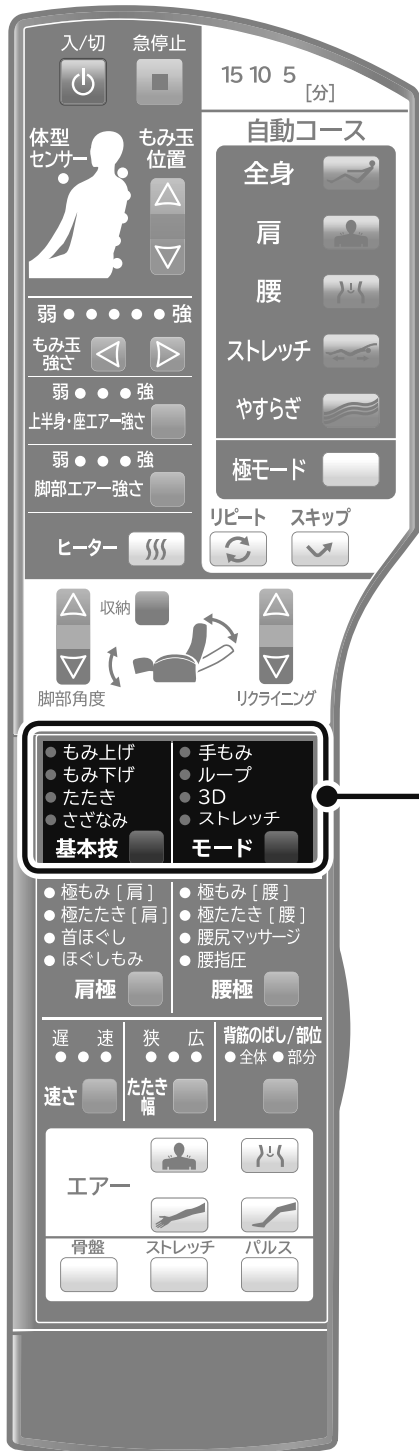 入/切 急停止
15 10 5
[分]
体型
センサー
もみ玉
位置
自動コース
全身
肩
腰
ストレッチ
やすらぎ
極モード
リピート スキップ
弱 強
もみ玉
強さ
弱 強
上半身・座エアー強さ
弱 強
脚部エアー強さ
ヒーター
収納
脚部角度
リクライニング
もみ上げ
もみ下げ
たたき
さざなみ
基本技
手もみ
ループ
3D
ストレッチ
モード
極もみ [肩]
極たたき [肩]
首ほぐし
ほぐしもみ
肩極
極もみ [腰]
極たたき [腰]
腰尻マッサージ
腰指圧
腰極
遅 速
速さ
狭 広
たたき
幅
背筋のばし/部位
全体 部分
エアー
骨盤 ストレッチ パルス